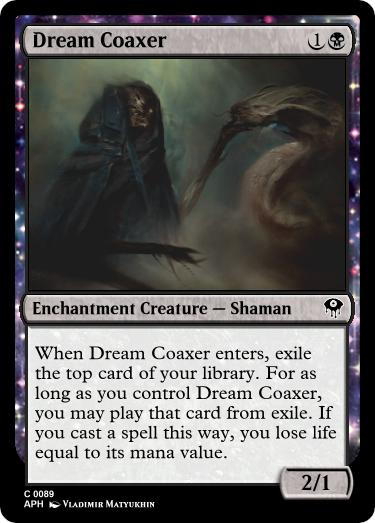 Dream Coaxer 1
Enchantment Creature — Shaman
When Dream Coaxer enters, exile
the top card of your library. For as
long as you control Dream Coaxer,
you may play that card from exile. If
you cast a spell this way, you lose life
equal to its mana value.
2/1
C 0089
APH Vladimir Matyukhin